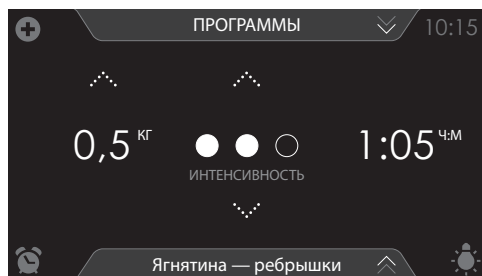 ПРОГРАММЫ
10:15
0,5 КГ
1:05 Ч:М
ИНТЕНСИВНОСТЬ
Ягнятина — ребрышки